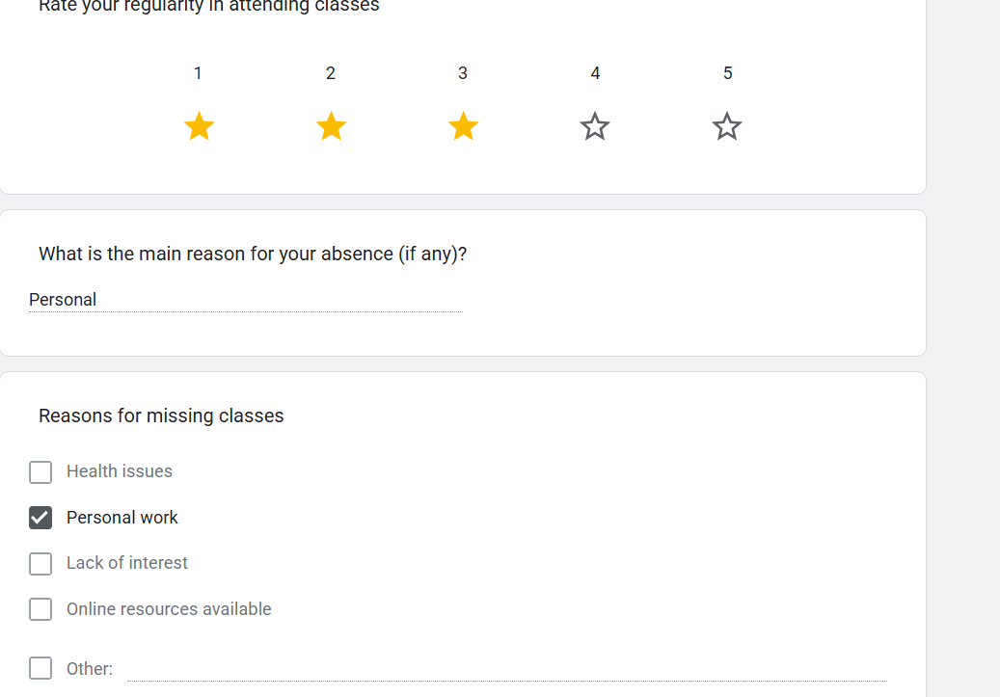 Rate your regularity in attending classes
1 2 3 4 5
What is the main reason for your absence (if any)?
Personal
Reasons for missing classes
Health issues
Personal work
Lack of interest
Online resources available
Other: